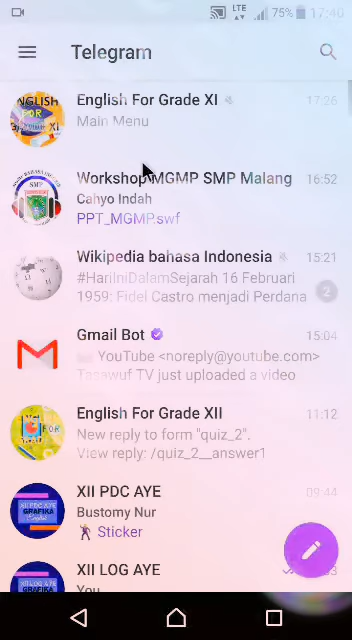 LTE 75% 17:40
Telegram
English For Grade XI 17:26
Main Menu
Workshop MGMP SMP Malang 16:52
Cahyo Indah
PPT_MGMP.swf
Wikipedia bahasa Indonesia 15:21
#HariIniDalamSejarah 16 Februari
1959: Fidel Castro menjadi Perdana 2
Gmail Bot 15:04
YouTube <noreply@youtube.com>
Tasawuf TV just uploaded a video
English For Grade XII 11:12
New reply to form "quiz_2".
View reply: /quiz_2__answer1
XII PDC AYE 09:44
Bustomy Nur
Sticker
XII LOG AYE
You